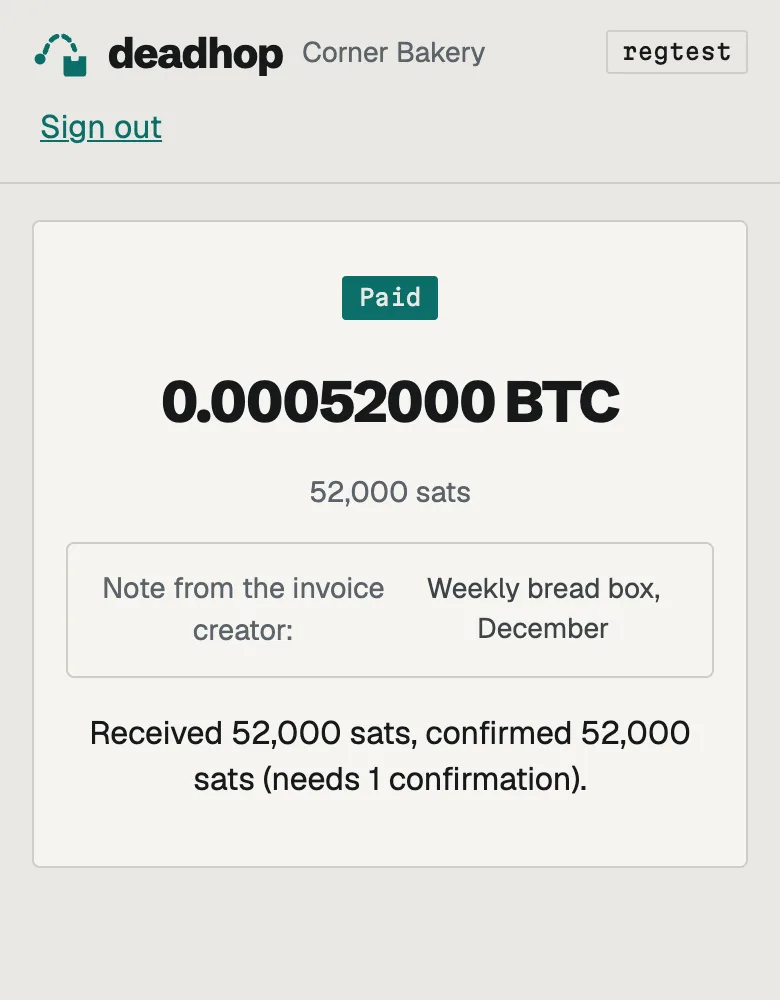 deadhop Corner Bakery regtest
Sign out
Paid
0.00052000 BTC
52,000 sats
Note from the invoice creator:
Weekly bread box, December
Received 52,000 sats, confirmed 52,000
sats (needs 1 confirmation).